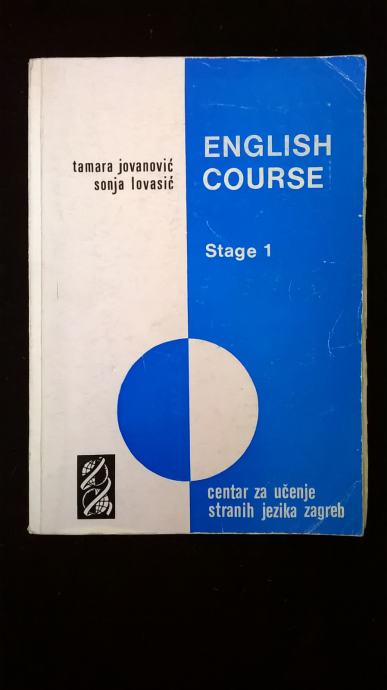 tamara jovanović
sonja lovasić
ENGLISH
COURSE
Stage 1
centar za učenje
stranih jezika zagreb